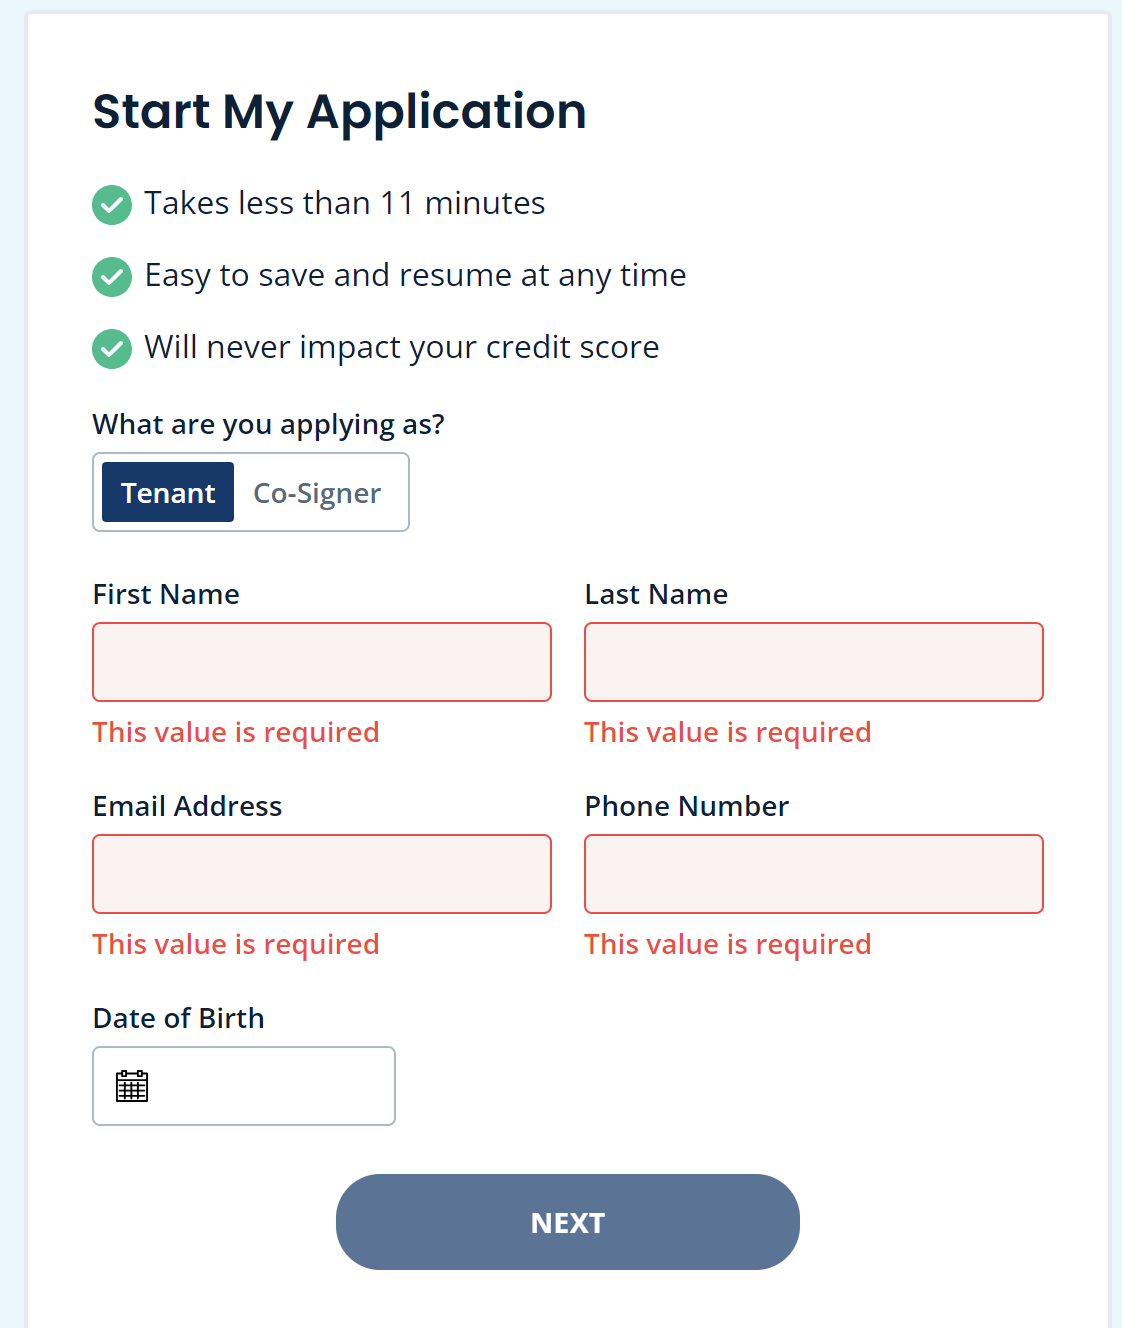 Start My Application
Takes less than 11 minutes
Easy to save and resume at any time
Will never impact your credit score
What are you applying as?
Tenant Co-Signer
First Name Last Name
This value is required This value is required
Email Address Phone Number
This value is required This value is required
Date of Birth
NEXT